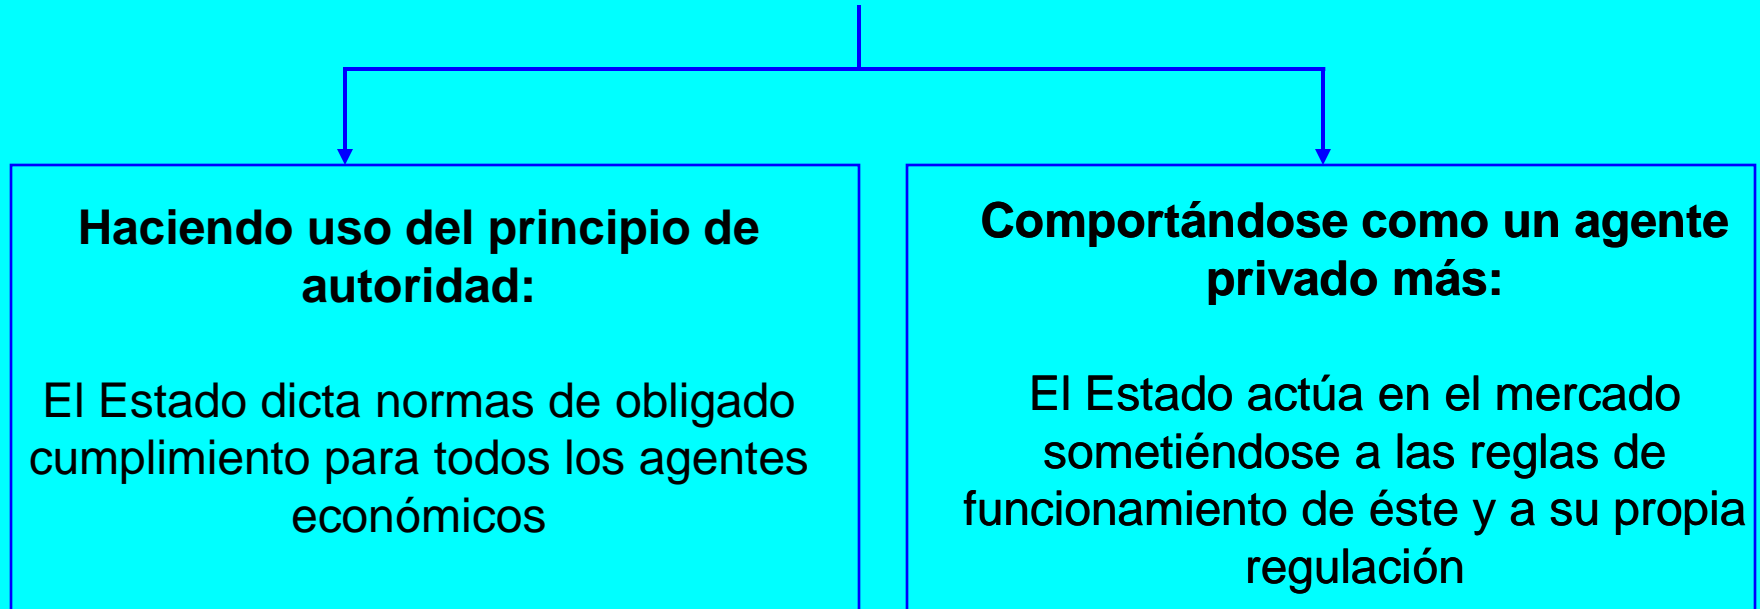 Haciendo uso del principio de
autoridad:
El Estado dicta normas de obligado
cumplimiento para todos los agentes
económicos
Comportándose como un agente
privado más:
El Estado actúa en el mercado
sometiéndose a las reglas de
funcionamiento de éste y a su propia
regulación